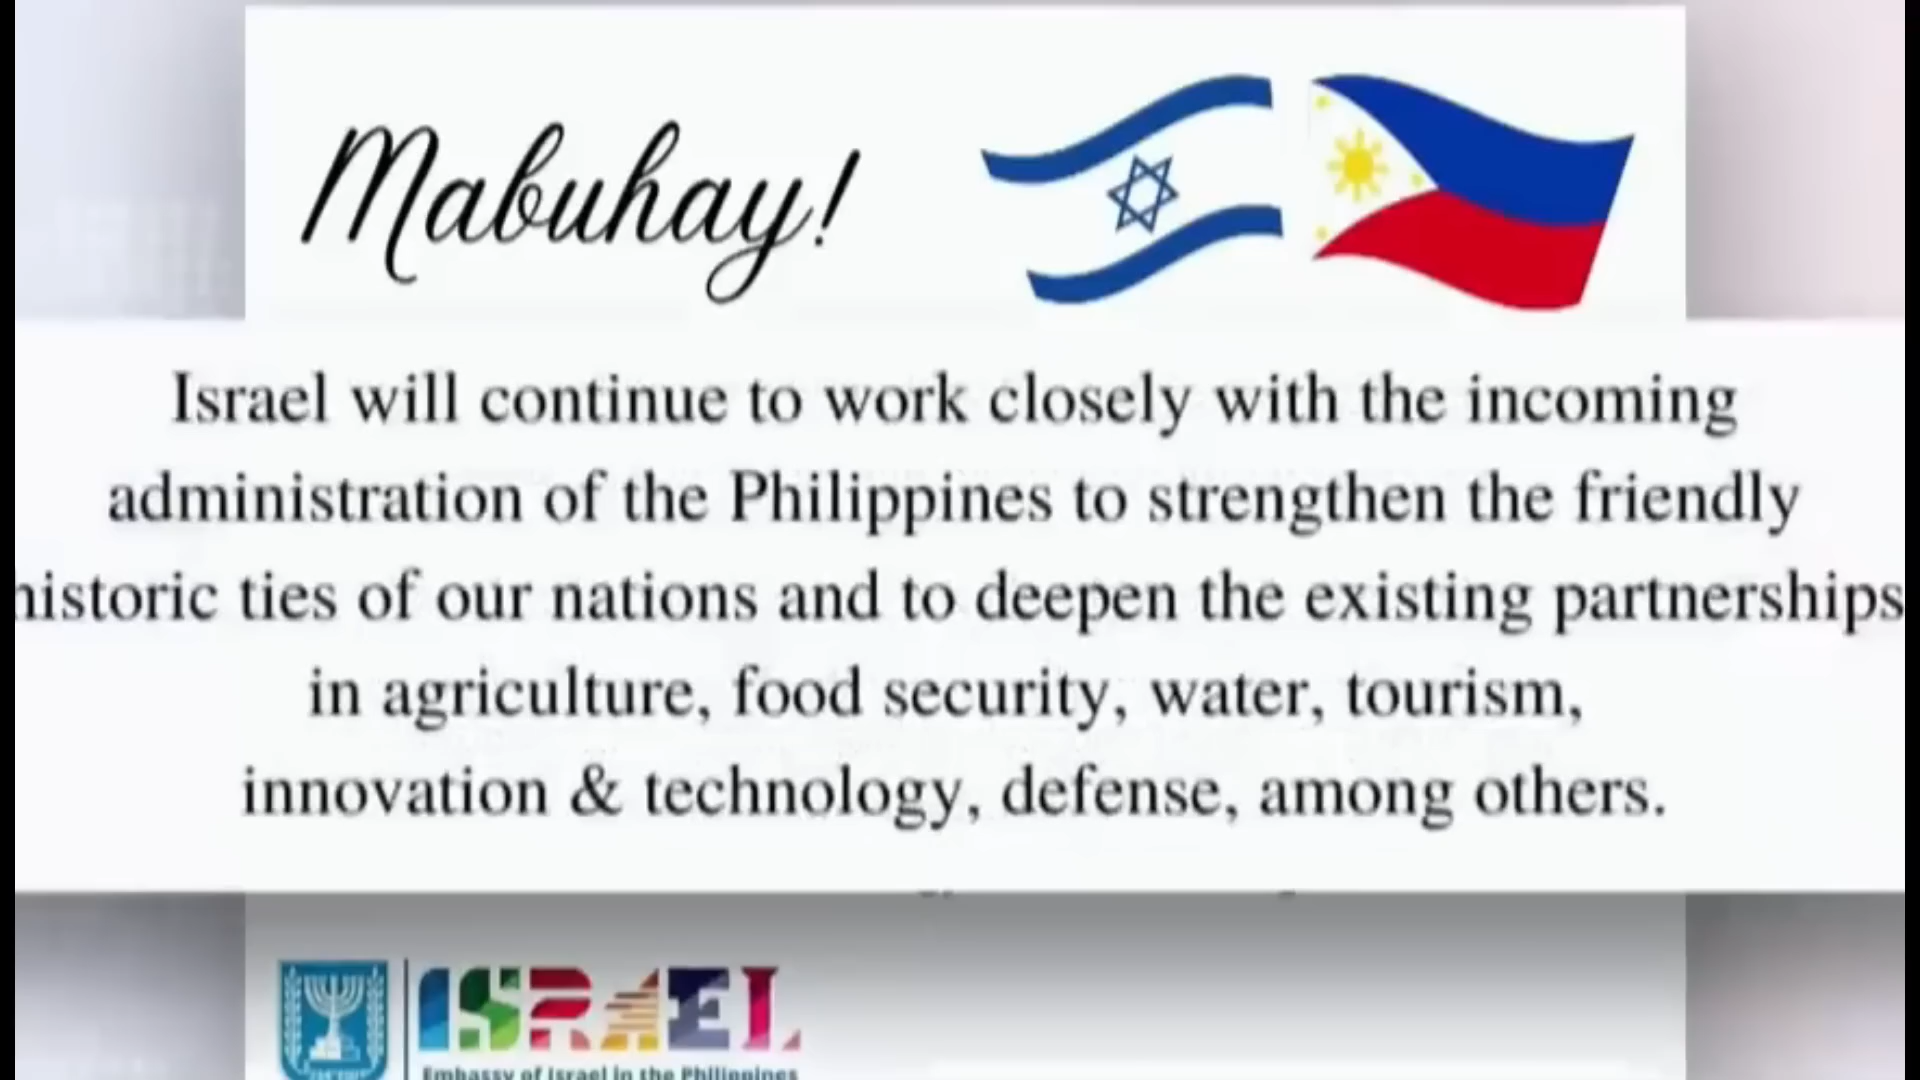 Mabuhay!
Israel will continue to work closely with the incoming
administration of the Philippines to strengthen the friendly
historic ties of our nations and to deepen the existing partnerships
in agriculture, food security, water, tourism,
innovation & technology, defense, among others.
ISRAEL
Embassy of Israel in the Philippines